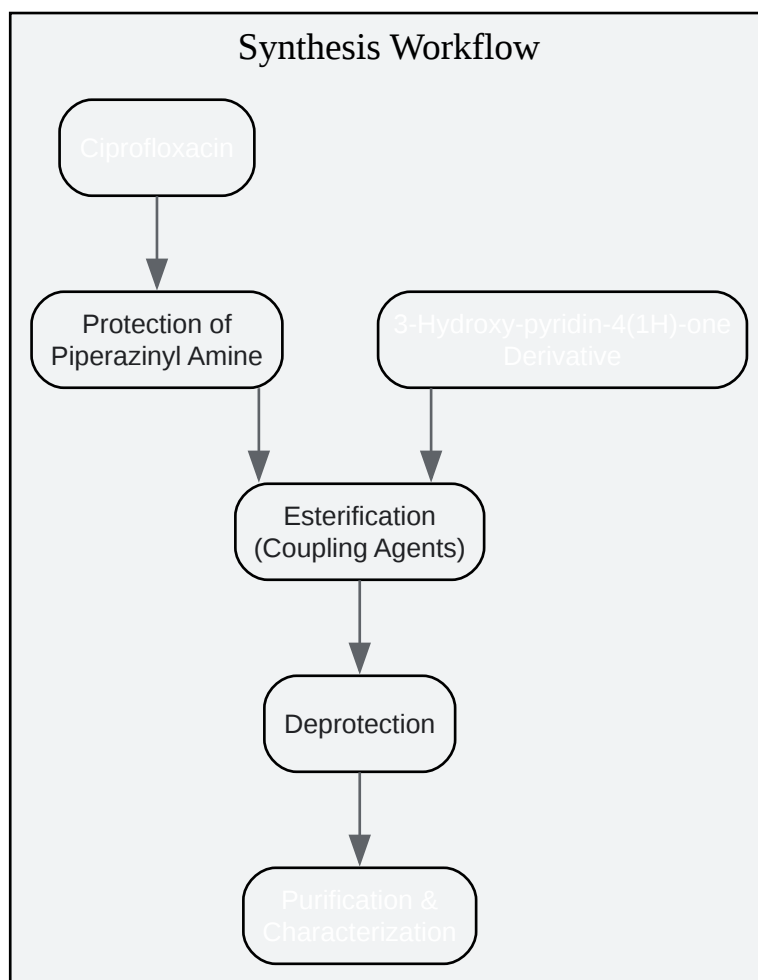 Synthesis Workflow
Ciprofloxacin
Protection of
Piperazinyl Amine
3-Hydroxy-pyridin-4(1H)-one
Derivative
Esterification
(Coupling Agents)
Deprotection
Purification &
Characterization